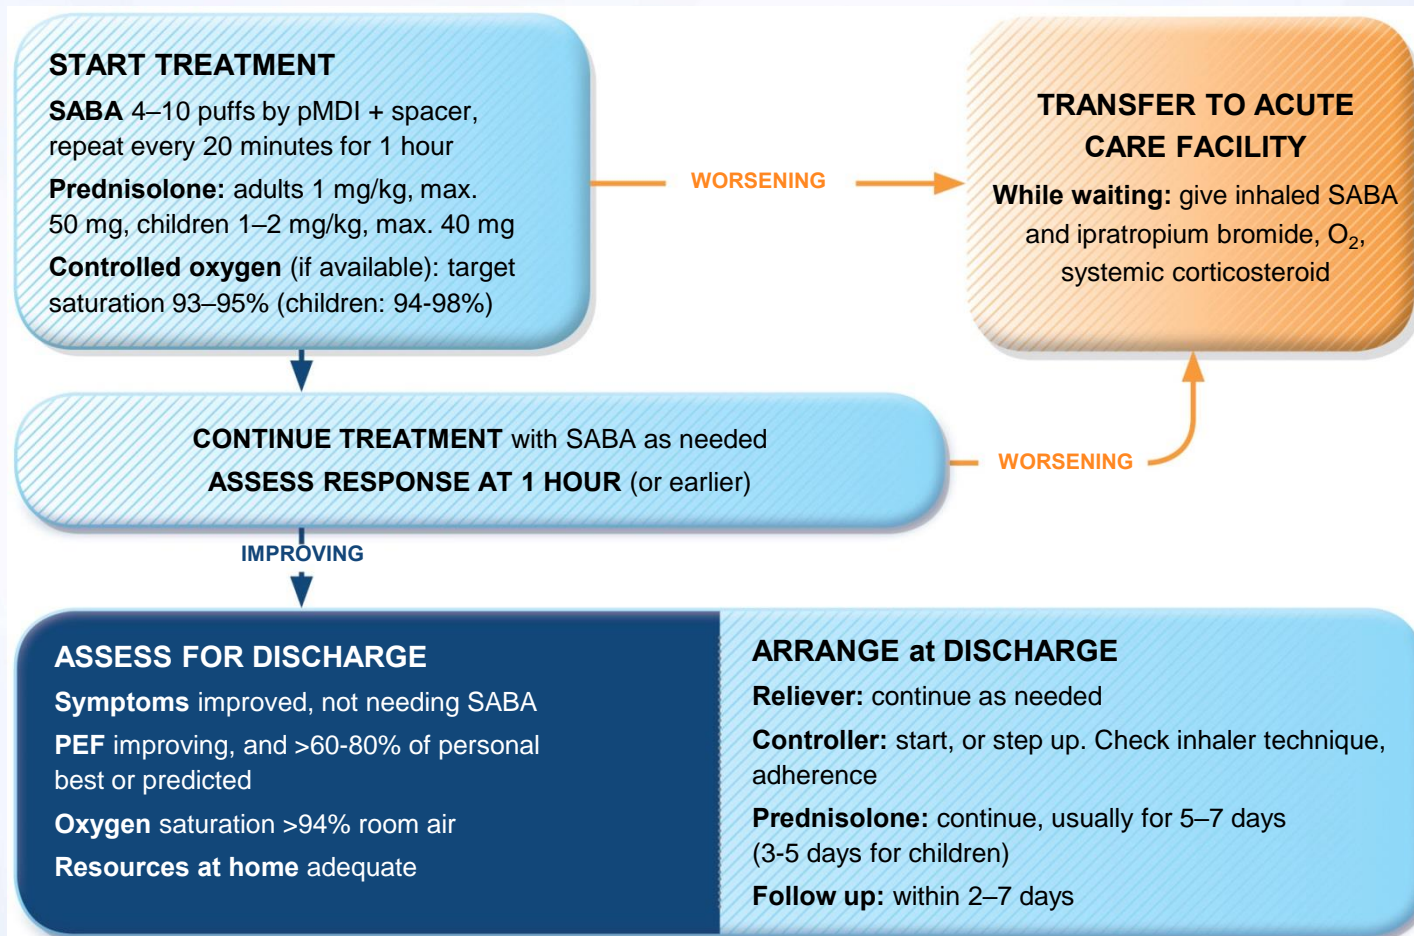 START TREATMENT
SABA 4–10 puffs by pMDI + spacer,
repeat every 20 minutes for 1 hour
Prednisolone: adults 1 mg/kg, max.
50 mg, children 1–2 mg/kg, max. 40 mg
Controlled oxygen (if available): target
saturation 93–95% (children: 94-98%)
WORSENING
TRANSFER TO ACUTE
CARE FACILITY
While waiting: give inhaled SABA
and ipratropium bromide, O₂,
systemic corticosteroid
CONTINUE TREATMENT with SABA as needed
ASSESS RESPONSE AT 1 HOUR (or earlier)
WORSENING
IMPROVING
ASSESS FOR DISCHARGE
Symptoms improved, not needing SABA
PEF improving, and >60-80% of personal
best or predicted
Oxygen saturation >94% room air
Resources at home adequate
ARRANGE at DISCHARGE
Reliever: continue as needed
Controller: start, or step up. Check inhaler technique,
adherence
Prednisolone: continue, usually for 5–7 days
(3-5 days for children)
Follow up: within 2–7 days